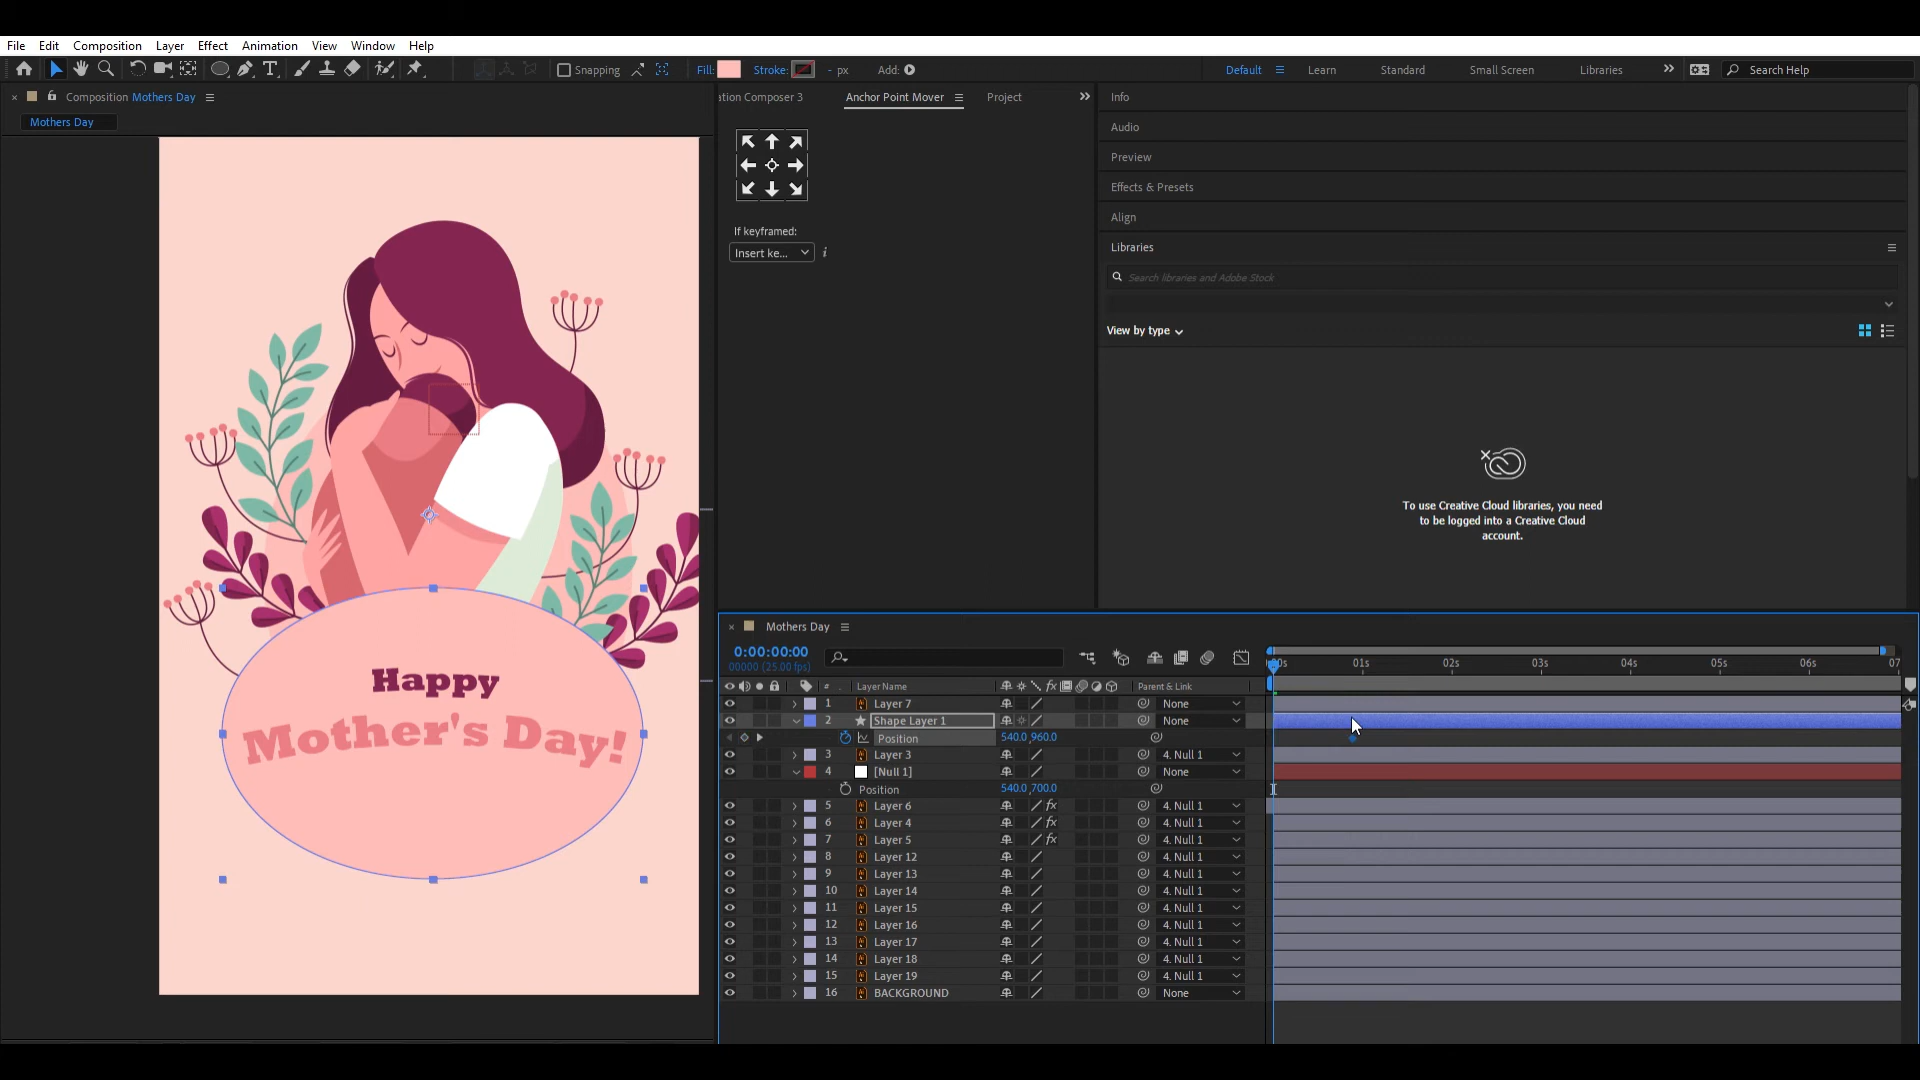 File Edit Composition Layer Effect Animation View Window Help
Snapping Fill: Stroke: - px Add: Default Learn Standard Small Screen Libraries Search Help
Composition Mothers Day
Mothers Day
ation Composer 3 Anchor Point Mover Project
If keyframed:
Insert ke...
Info
Audio
Preview
Effects & Presets
Align
Libraries
Search libraries and Adobe Stock
View by type
To use Creative Cloud libraries, you need
to be logged into a Creative Cloud
account.
Happy
Mother's Day!
Mothers Day
0:00:00:00
00000 (25.00 fps)
00s 01s 02s 03s 04s 05s 06s 07
# Layer Name fx Parent & Link
1 Layer 7 None
2 Shape Layer 1 None
Position 540.0,960.0
3 Layer 3 4. Null 1
4 [Null 1] None
Position 540.0,700.0
5 Layer 6 fx 4. Null 1
6 Layer 4 fx 4. Null 1
7 Layer 5 fx 4. Null 1
8 Layer 12 4. Null 1
9 Layer 13 4. Null 1
10 Layer 14 4. Null 1
11 Layer 15 4. Null 1
12 Layer 16 4. Null 1
13 Layer 17 4. Null 1
14 Layer 18 4. Null 1
15 Layer 19 4. Null 1
16 BACKGROUND None